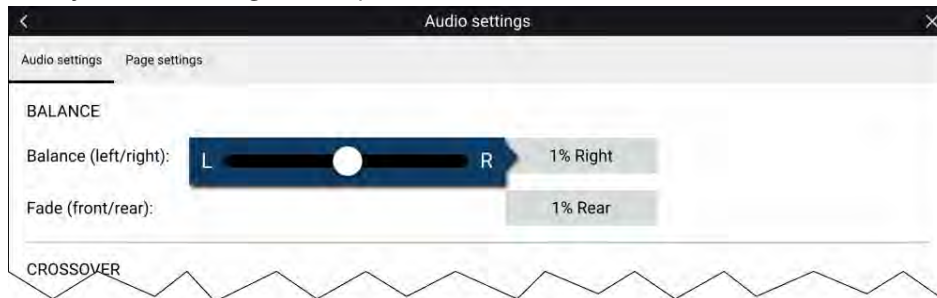 Audio settings
Audio settings Page settings
BALANCE
Balance (left/right): L R 1% Right
Fade (front/rear): 1% Rear
CROSSOVER